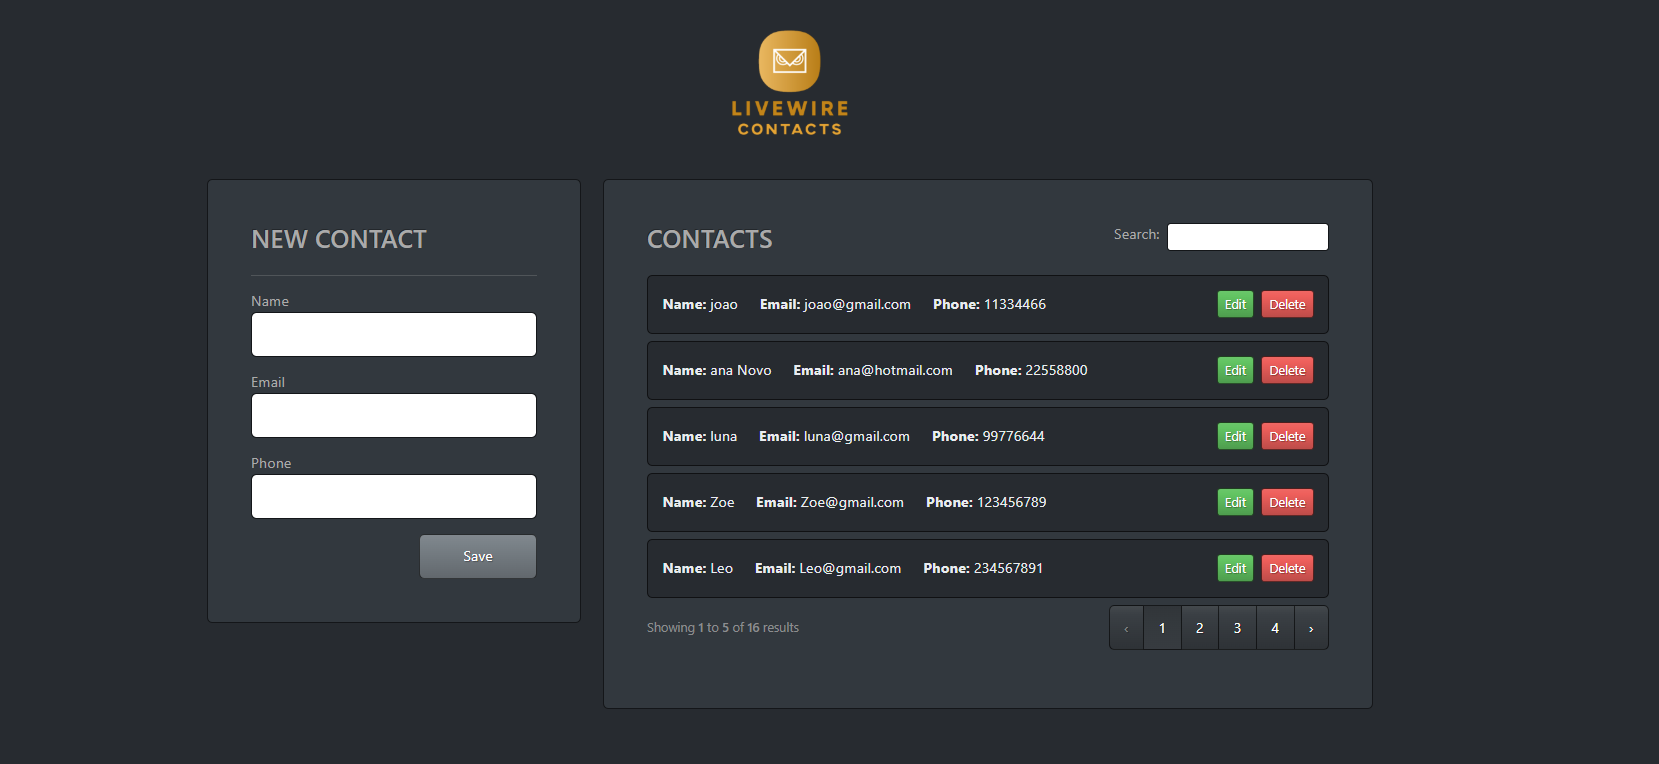 LIVEWIRE
CONTACTS
NEW CONTACT
Name
Email
Phone
Save
CONTACTS
Search:
Name: joao Email: joao@gmail.com Phone: 11334466 Edit Delete
Name: ana Novo Email: ana@hotmail.com Phone: 22558800 Edit Delete
Name: luna Email: luna@gmail.com Phone: 99776644 Edit Delete
Name: Zoe Email: Zoe@gmail.com Phone: 123456789 Edit Delete
Name: Leo Email: Leo@gmail.com Phone: 234567891 Edit Delete
Showing 1 to 5 of 16 results
‹ 1 2 3 4 ›